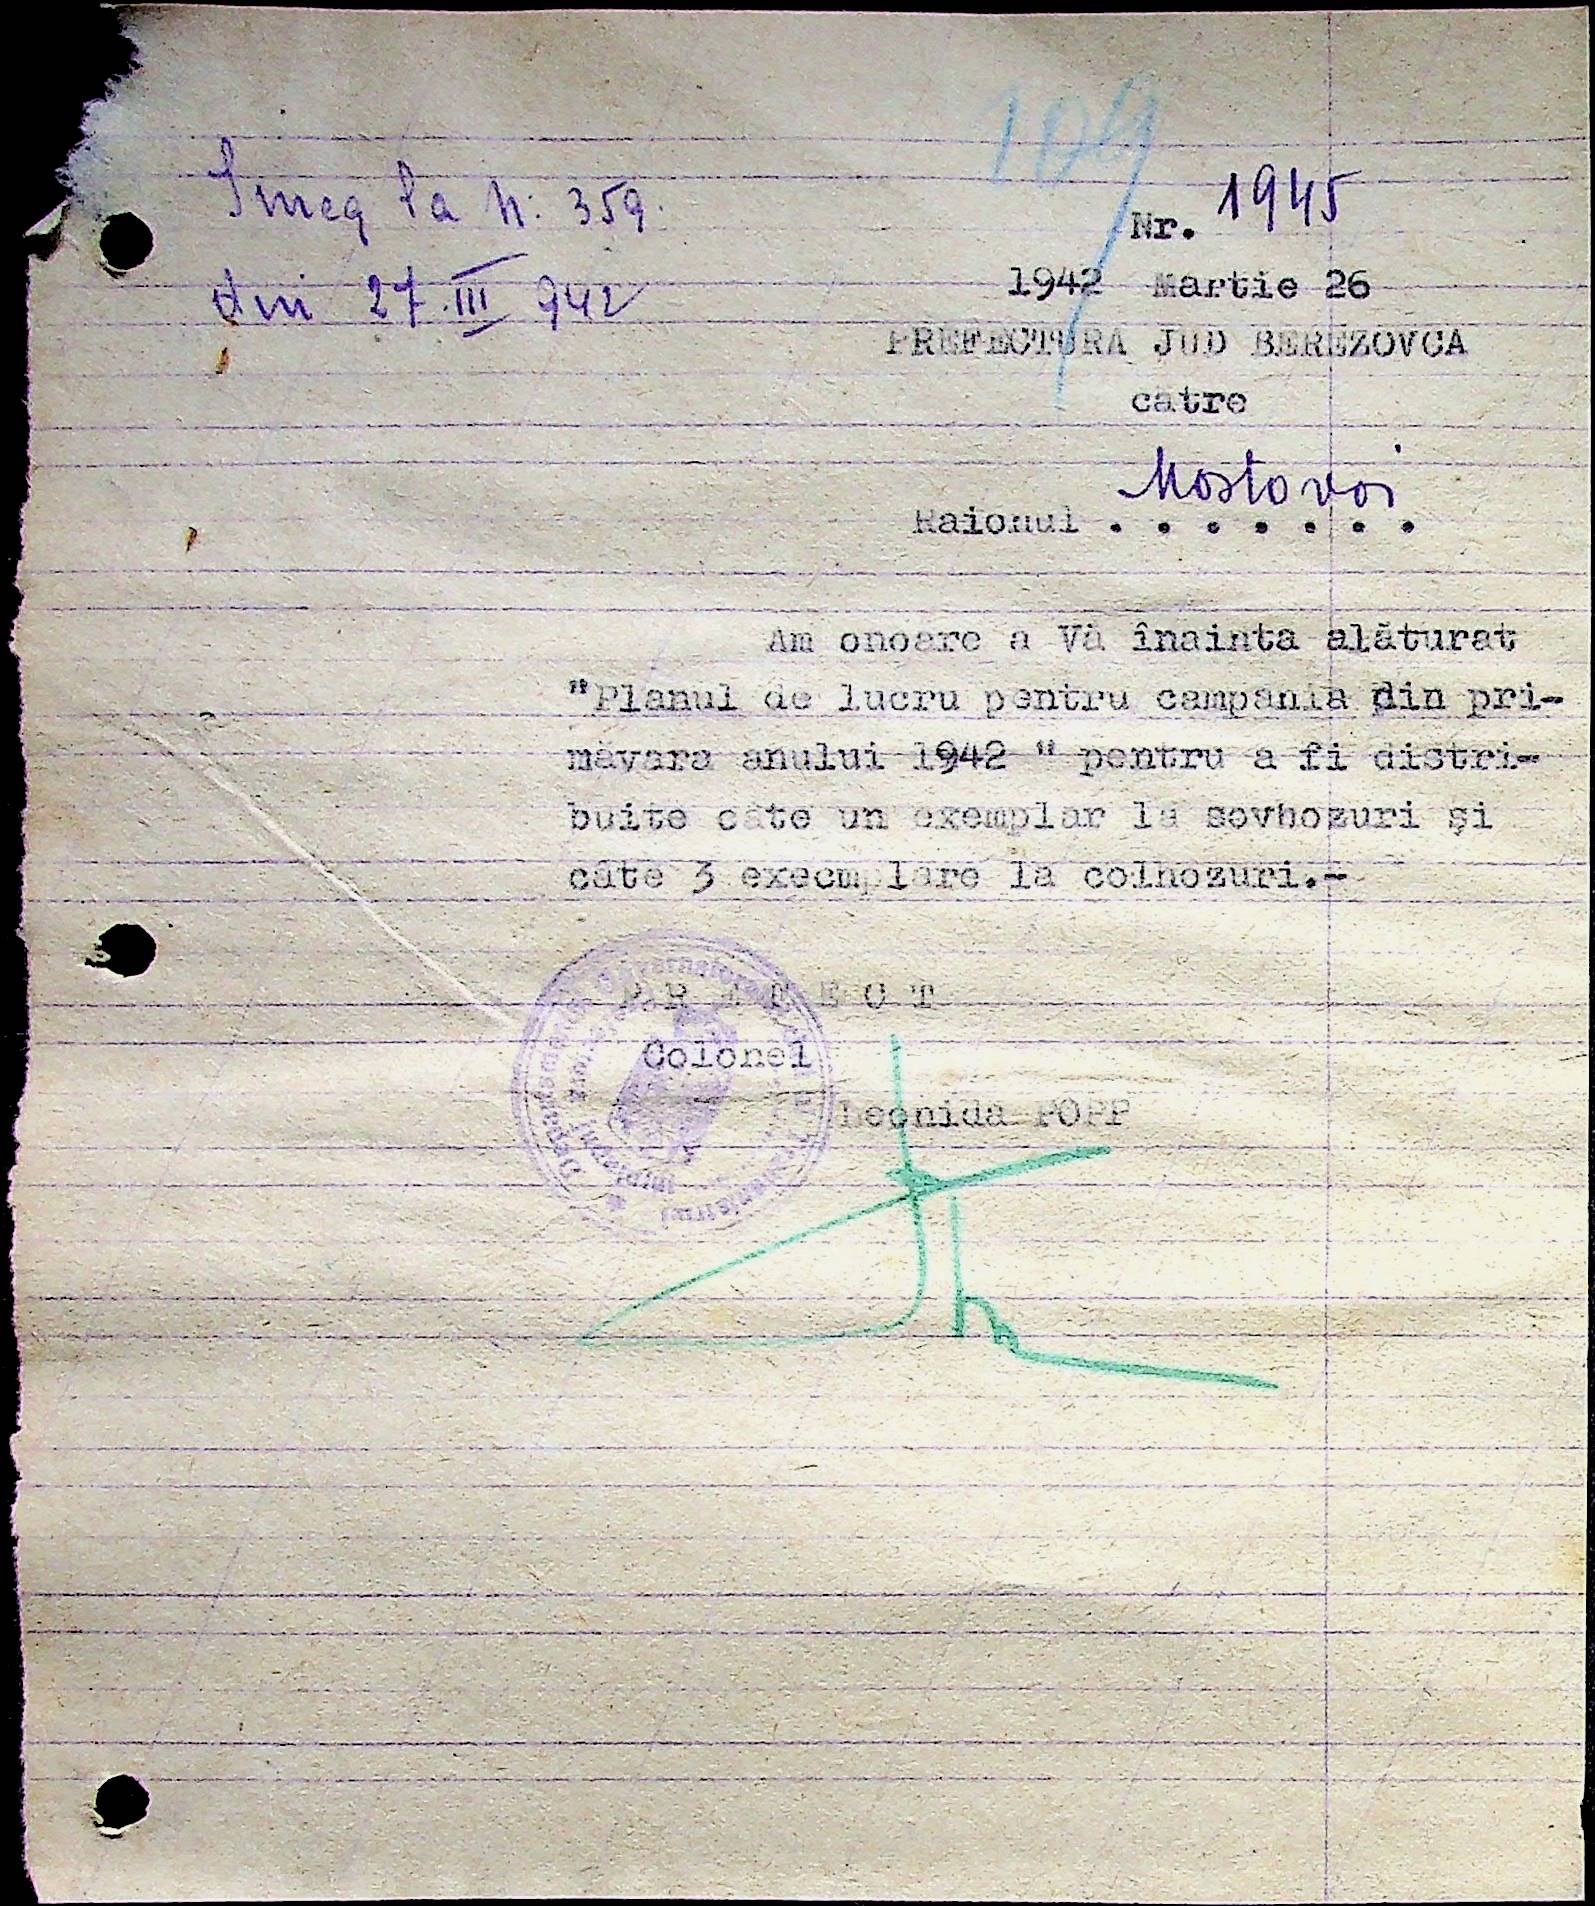 109
Nr. 1945
Inreg la N: 359.
din 27.III 942
1942 Martie 26
PREFECTURA JUD BEREZOVCA
catre
Raionul . . . . . . . Mostovoi
Am onoare a Vă înainta alăturat
"Planul de lucru pentru campania din pri-
măvara anului 1942 " pentru a fi distri-
buite câte un exemplar la sovhozuri şi
câte 3 execmplare la colhozuri.-
P R E F E C T
Colonel
Leonida POPP